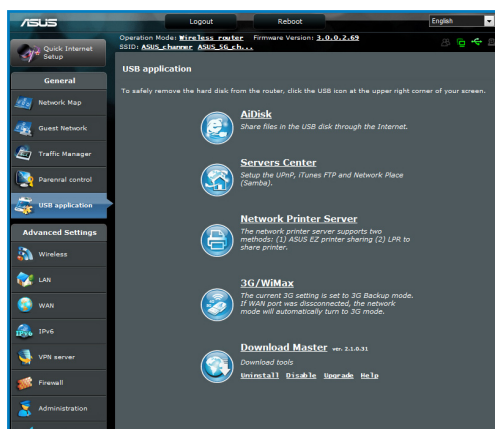 ASUS
Logout
Reboot
English
Operation Mode: Wireless router Firmware Version: 3.0.0.2.69
SSID: ASUS_channer ASUS_5G_ch...
Quick Internet
Setup
General
Network Map
Guest Network
Traffic Manager
Parenral control
USB application
Advanced Settings
Wireless
LAN
WAN
IPv6
VPN server
Firewall
Administration
USB application
To safely remove the hard disk from the router, click the USB icon at the upper right corner of your screen.
AiDisk
Share files in the USB disk through the Internet.
Servers Center
Setup the UPnP, iTunes FTP and Network Place
(Samba).
Network Printer Server
The network printer server supports two
methods: (1) ASUS EZ printer sharing (2) LPR to
share printer.
3G/WiMax
The current 3G setting is set to 3G Backup mode.
If WAN port was dissconnected, the network
mode will automatically turn to 3G mode.
Download Master ver. 2.1.0.31
Download tools
Uninstall Disable Upgrade Help